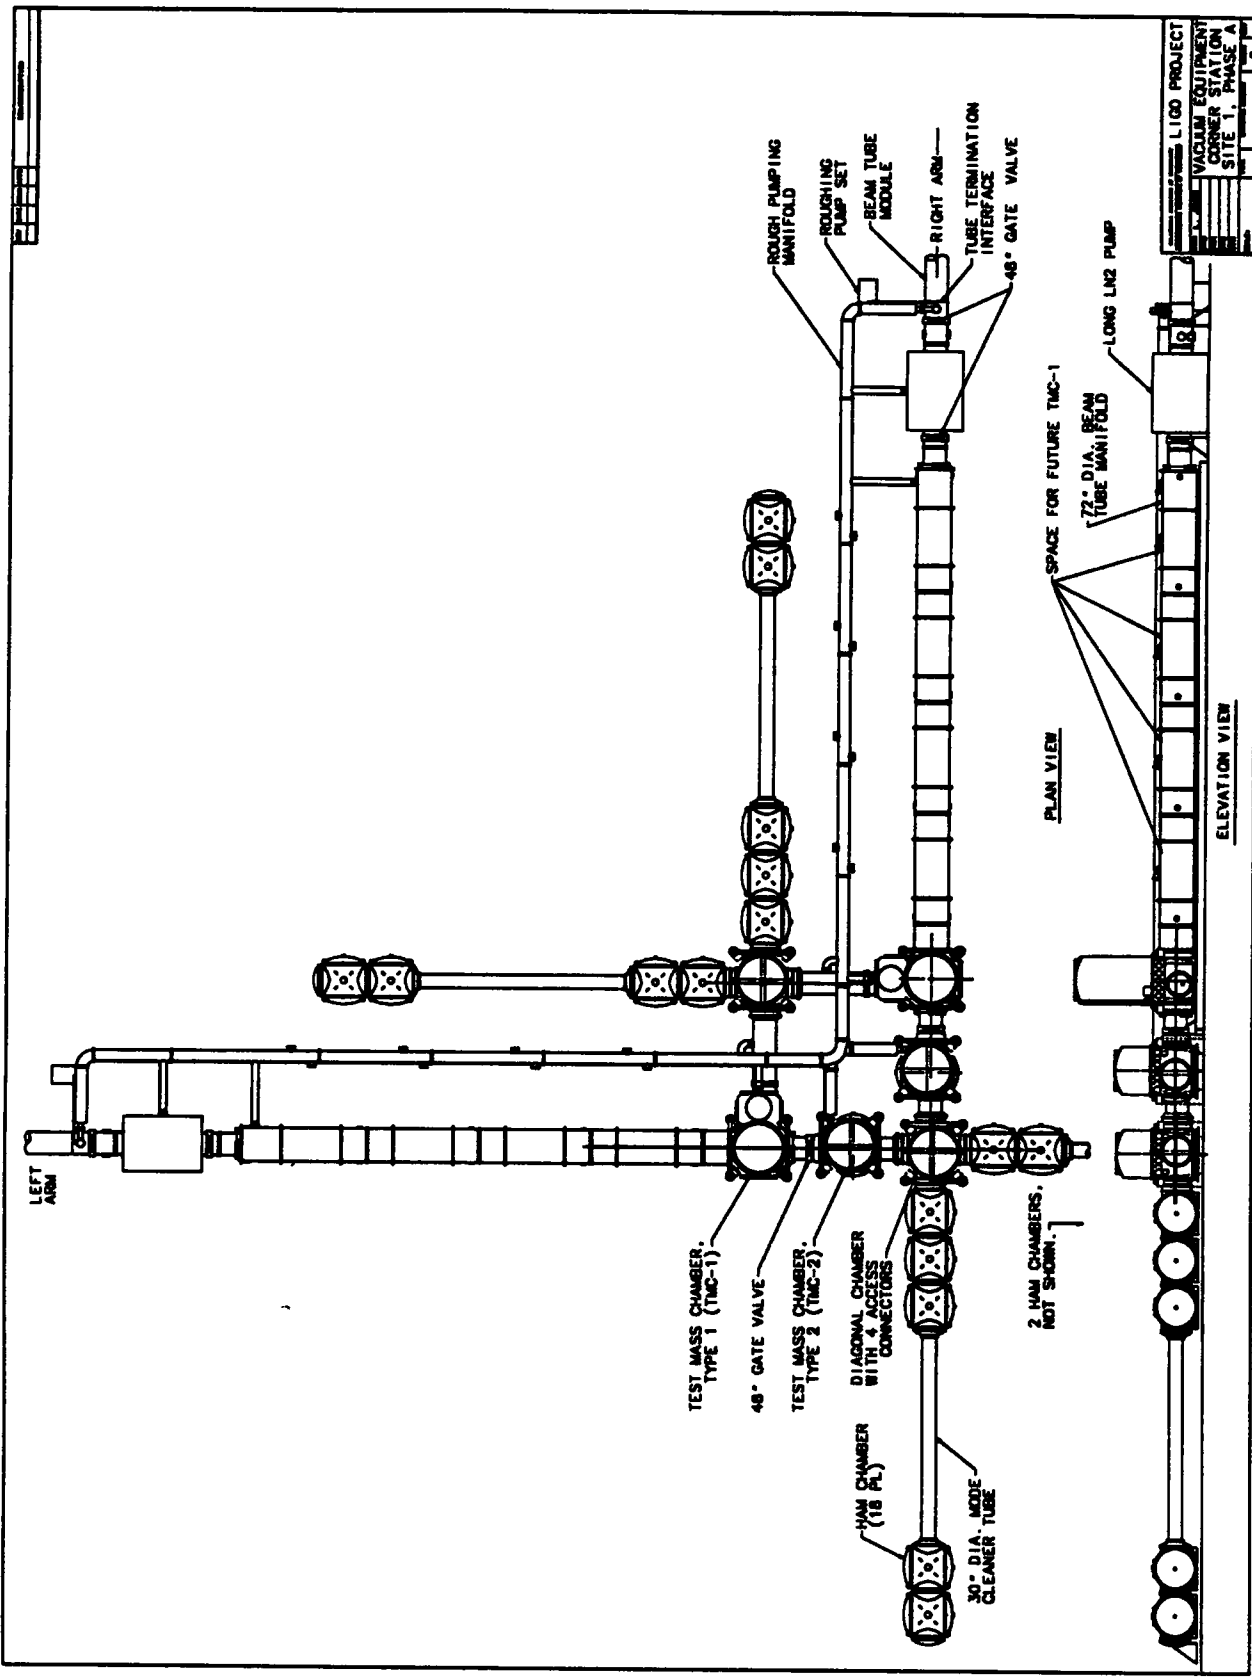 LEFT
ARM
TEST MASS CHAMBER,
TYPE 1 (TMC-1)
48" GATE VALVE
TEST MASS CHAMBER,
TYPE 2 (TMC-2)
DIAGONAL CHAMBER
WITH 4 ACCESS
CONNECTORS
HAM CHAMBER
(18 PL)
30" DIA. MODE
CLEANER TUBE
2 HAM CHAMBERS,
NOT SHOWN.
ROUGH PUMPING
MANIFOLD
ROUGHING
PUMP SET
BEAM TUBE
MODULE
RIGHT ARM
TUBE TERMINATION
INTERFACE
48" GATE VALVE
PLAN VIEW
SPACE FOR FUTURE TMC-1
72" DIA. BEAM
TUBE MANIFOLD
LONG LN2 PUMP
ELEVATION VIEW
LIGO PROJECT
VACUUM EQUIPMENT
CORNER STATION
SITE 1, PHASE A